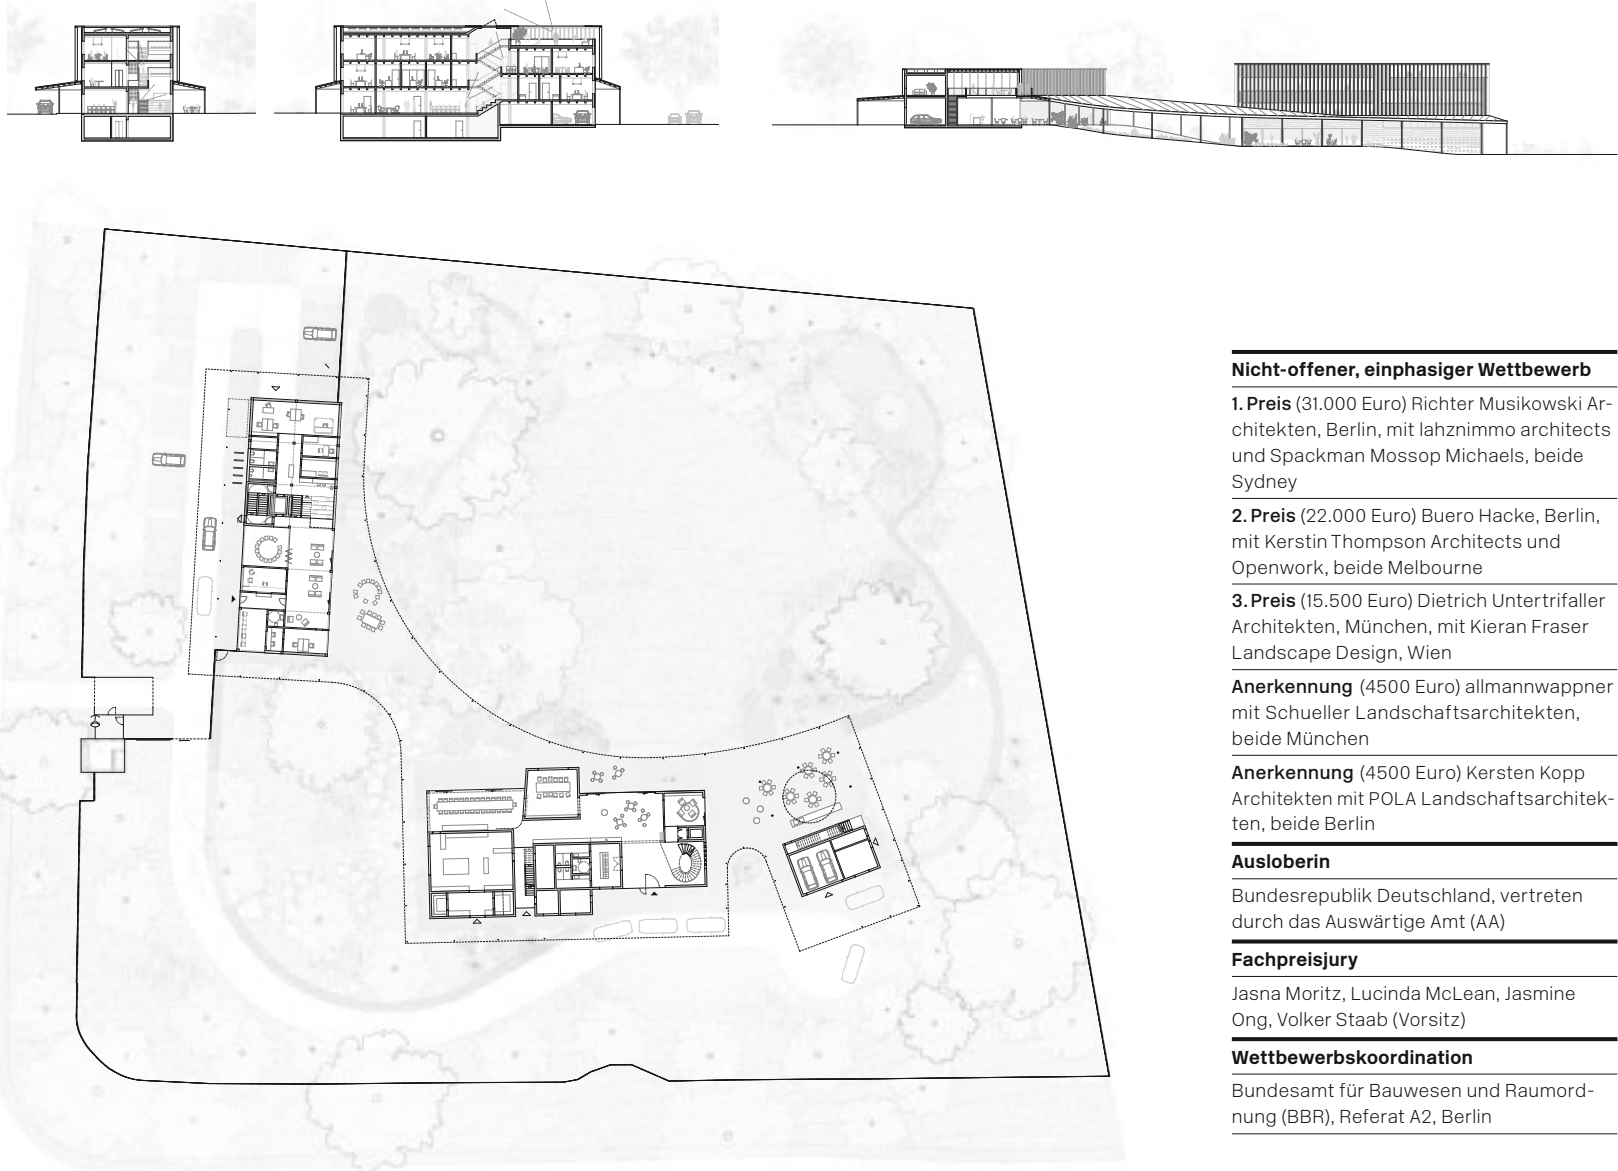 Nicht-offener, einphasiger Wettbewerb
1. Preis (31.000 Euro) Richter Musikowski Ar-
chitekten, Berlin, mit lahznimmo architects
und Spackman Mossop Michaels, beide
Sydney
2. Preis (22.000 Euro) Buero Hacke, Berlin,
mit Kerstin Thompson Architects und
Openwork, beide Melbourne
3. Preis (15.500 Euro) Dietrich Untertrifaller
Architekten, München, mit Kieran Fraser
Landscape Design, Wien
Anerkennung (4500 Euro) allmannwappner
mit Schueller Landschaftsarchitekten,
beide München
Anerkennung (4500 Euro) Kersten Kopp
Architekten mit POLA Landschaftsarchitek-
ten, beide Berlin
Ausloberin
Bundesrepublik Deutschland, vertreten
durch das Auswärtige Amt (AA)
Fachpreisjury
Jasna Moritz, Lucinda McLean, Jasmine
Ong, Volker Staab (Vorsitz)
Wettbewerbskoordination
Bundesamt für Bauwesen und Raumord-
nung (BBR), Referat A2, Berlin